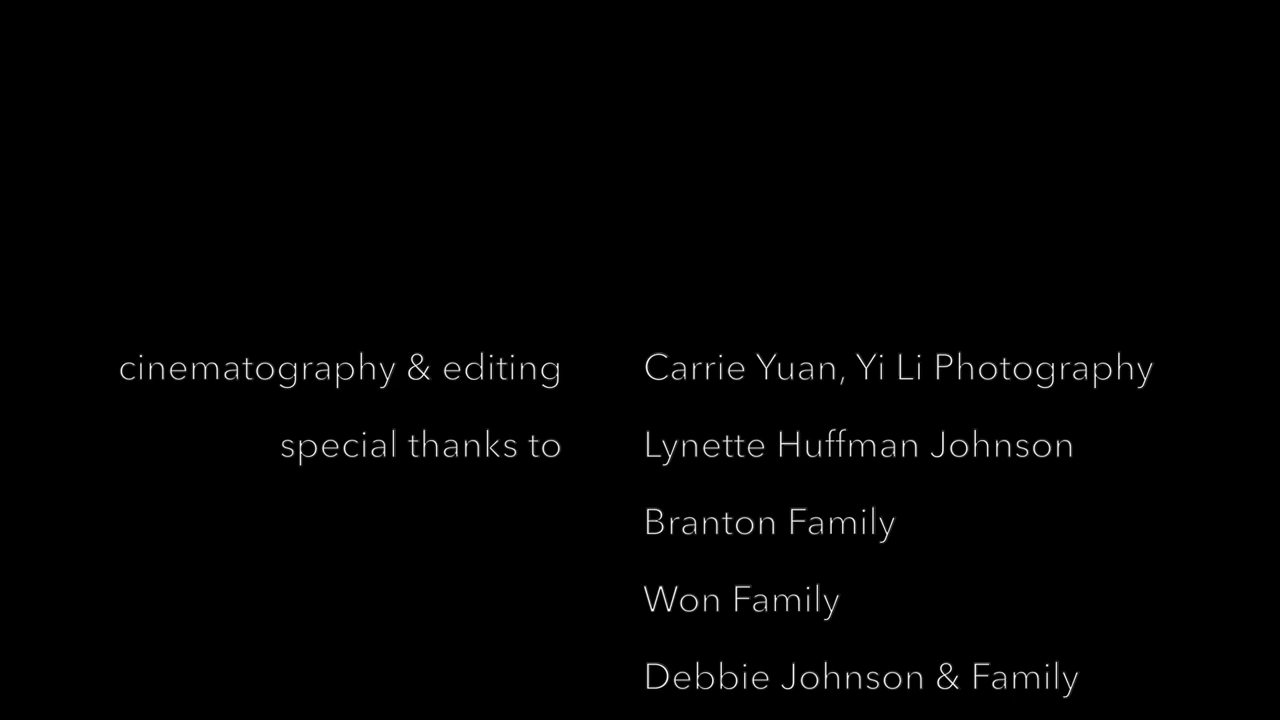 cinematography & editing Carrie Yuan, Yi Li Photography
special thanks to Lynette Huffman Johnson
Branton Family
Won Family
Debbie Johnson & Family